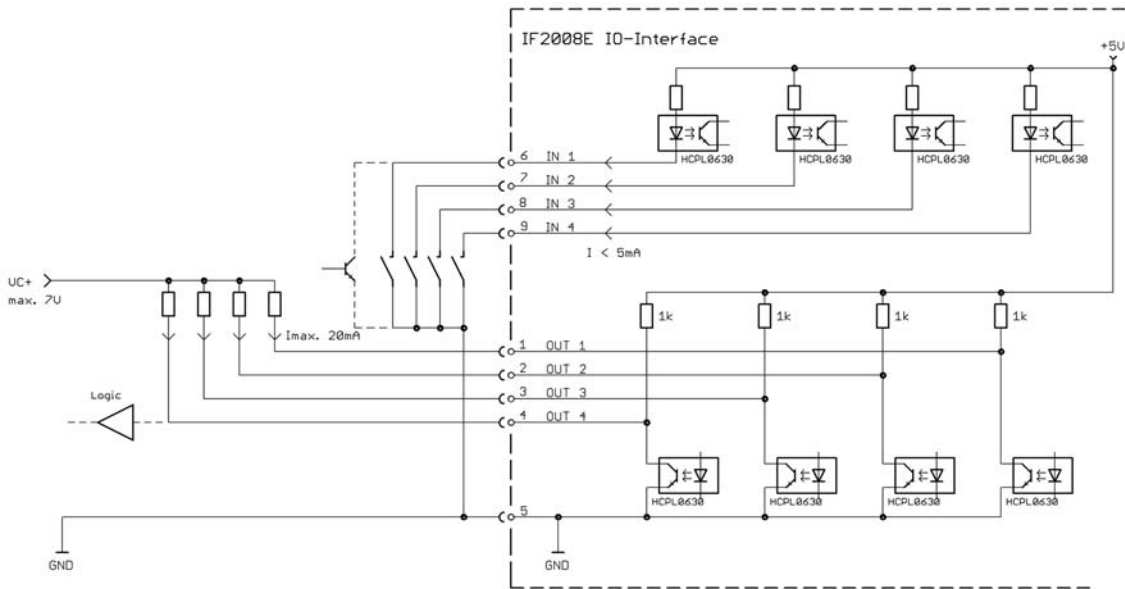 IF2008E IO-Interface
+5V
HCPL0630
HCPL0630
HCPL0630
HCPL0630
6 IN 1
7 IN 2
8 IN 3
9 IN 4
I < 5mA
UC+
max. 7V
Imax. 20mA
1k
1k
1k
1k
1 OUT 1
2 OUT 2
3 OUT 3
4 OUT 4
Logic
HCPL0630
HCPL0630
HCPL0630
HCPL0630
5
GND
GND